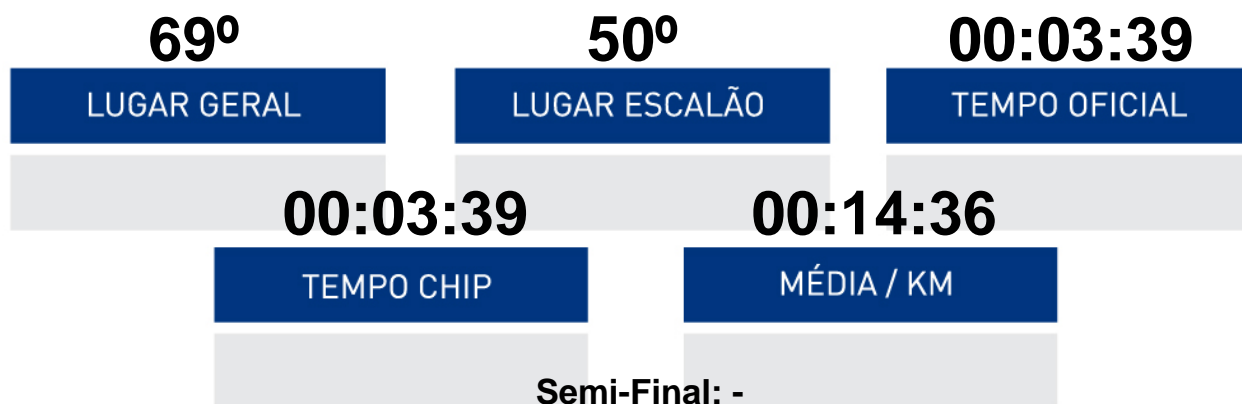 69º 50º 00:03:39
LUGAR GERAL LUGAR ESCALÃO TEMPO OFICIAL
00:03:39 00:14:36
TEMPO CHIP MÉDIA / KM
Semi-Final: -